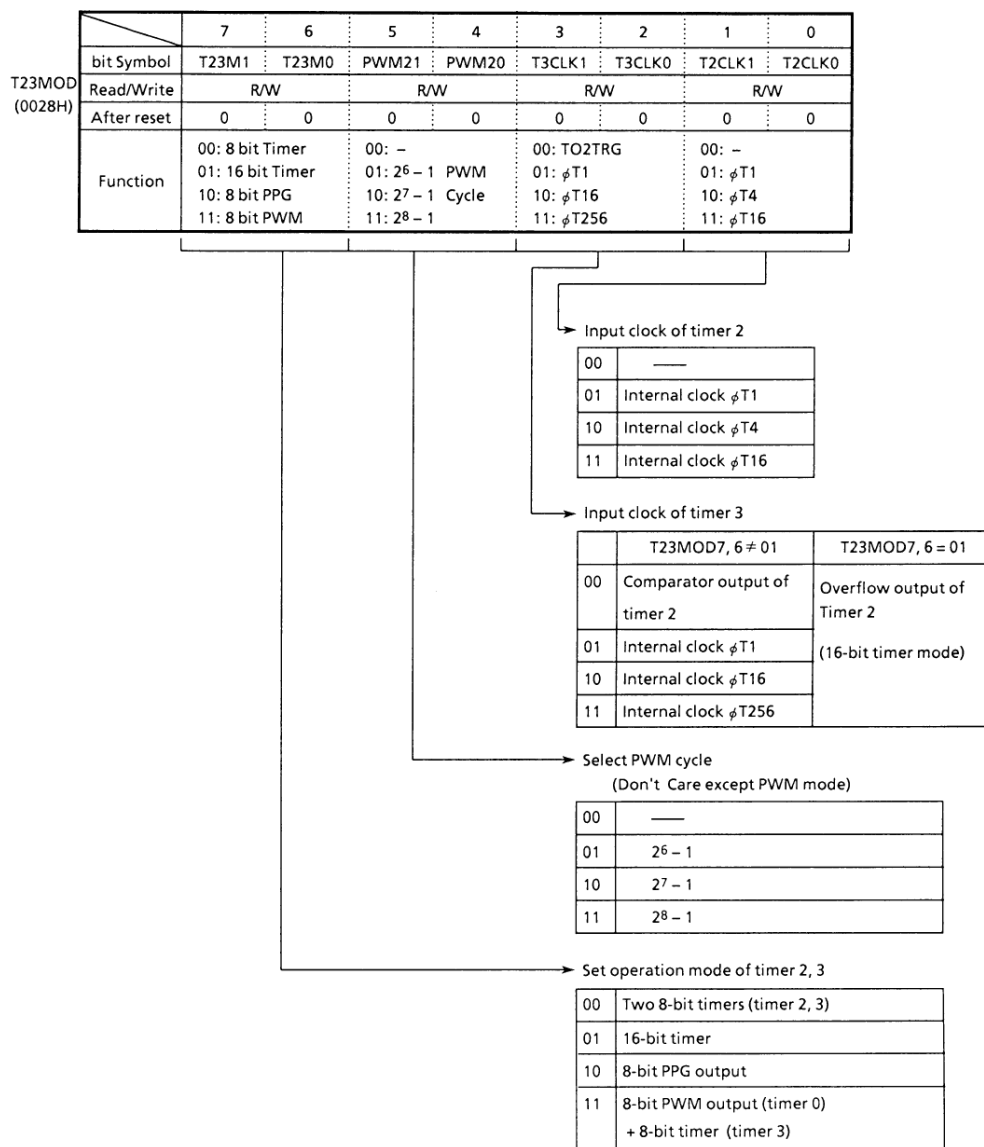 7 6 5 4 3 2 1 0
bit Symbol T23M1 T23M0 PWM21 PWM20 T3CLK1 T3CLK0 T2CLK1 T2CLK0
T23MOD
(0028H)
Read/Write R/W R/W R/W R/W
After reset 0 0 0 0 0 0 0 0
Function
00: 8 bit Timer 00: – 00: TO2TRG 00: –
01: 16 bit Timer 01: 2⁶ – 1 PWM 01: φT1 01: φT1
10: 8 bit PPG 10: 2⁷ – 1 Cycle 10: φT16 10: φT4
11: 8 bit PWM 11: 2⁸ – 1 11: φT256 11: φT16
Input clock of timer 2
00 —
01 Internal clock φT1
10 Internal clock φT4
11 Internal clock φT16
Input clock of timer 3
T23MOD7, 6 ≠ 01 T23MOD7, 6 = 01
00 Comparator output of
timer 2
Overflow output of
Timer 2
(16-bit timer mode)
01 Internal clock φT1
10 Internal clock φT16
11 Internal clock φT256
Select PWM cycle
(Don't Care except PWM mode)
00 —
01 2⁶ – 1
10 2⁷ – 1
11 2⁸ – 1
Set operation mode of timer 2, 3
00 Two 8-bit timers (timer 2, 3)
01 16-bit timer
10 8-bit PPG output
11 8-bit PWM output (timer 0)
+ 8-bit timer (timer 3)